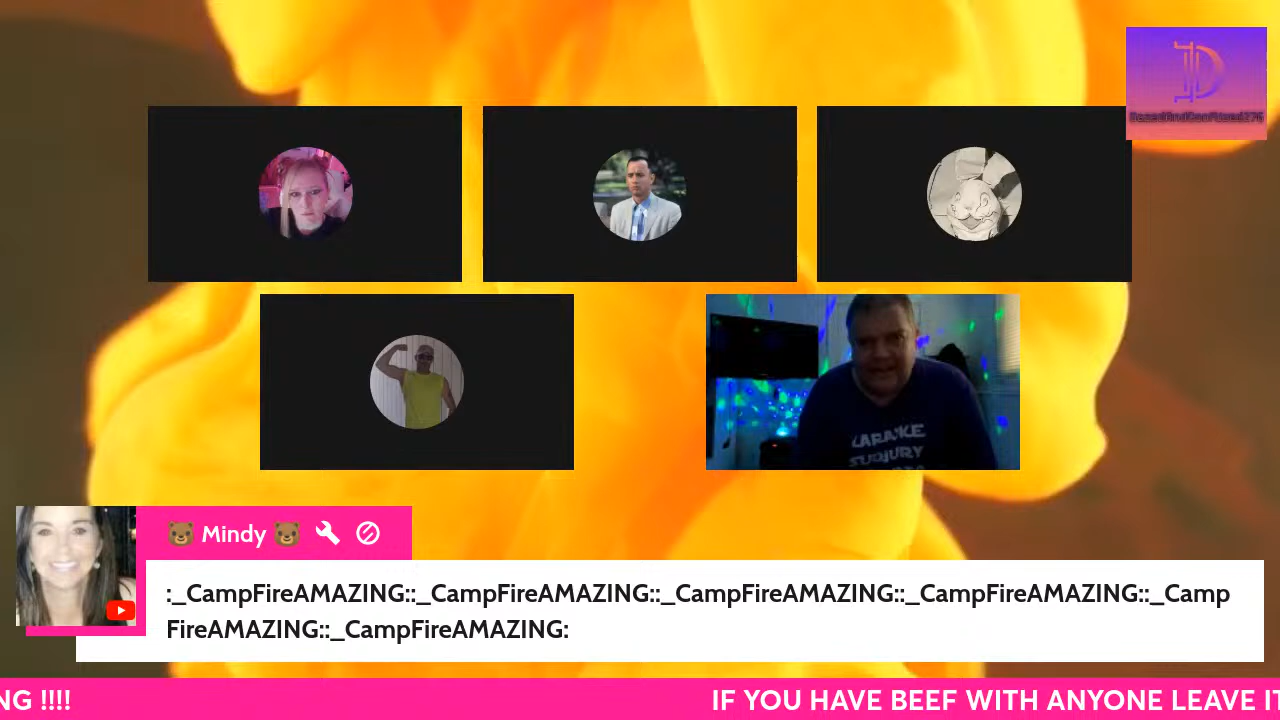 KARAOKE
🐻 Mindy 🐻
:_CampFireAMAZING::_CampFireAMAZING::_CampFireAMAZING::_CampFireAMAZING::_Camp
FireAMAZING::_CampFireAMAZING:
NG !!!! IF YOU HAVE BEEF WITH ANYONE LEAVE IT